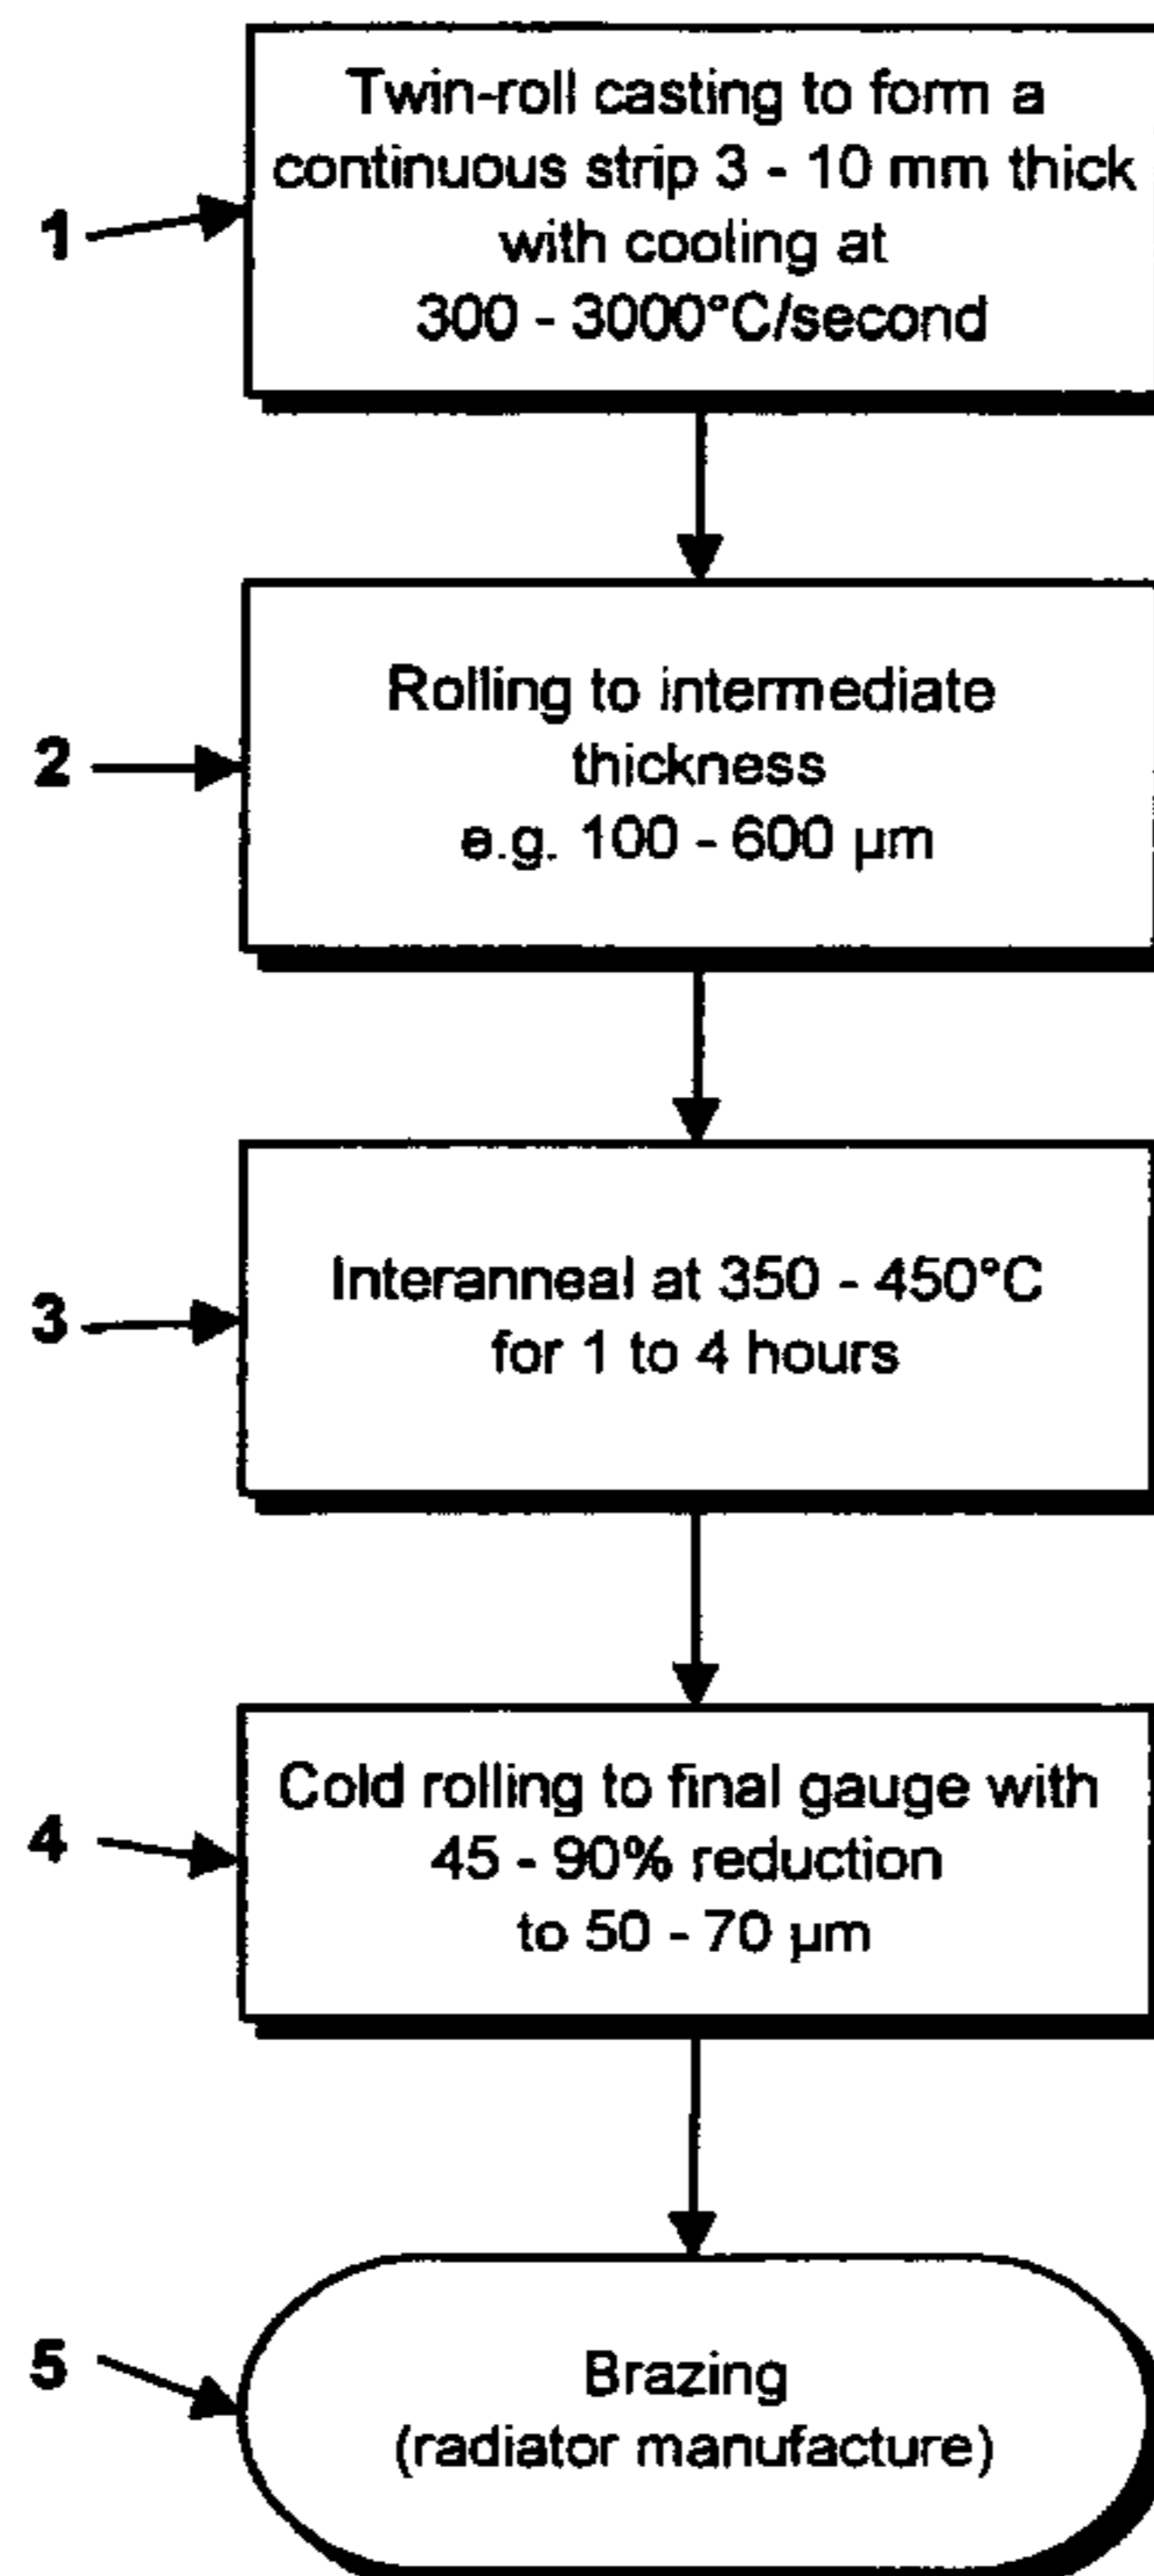 1
Twin-roll casting to form a
continuous strip 3 - 10 mm thick
with cooling at
300 - 3000°C/second
2
Rolling to intermediate
thickness
e.g. 100 - 600 µm
3
Interanneal at 350 - 450°C
for 1 to 4 hours
4
Cold rolling to final gauge with
45 - 90% reduction
to 50 - 70 µm
5
Brazing
(radiator manufacture)